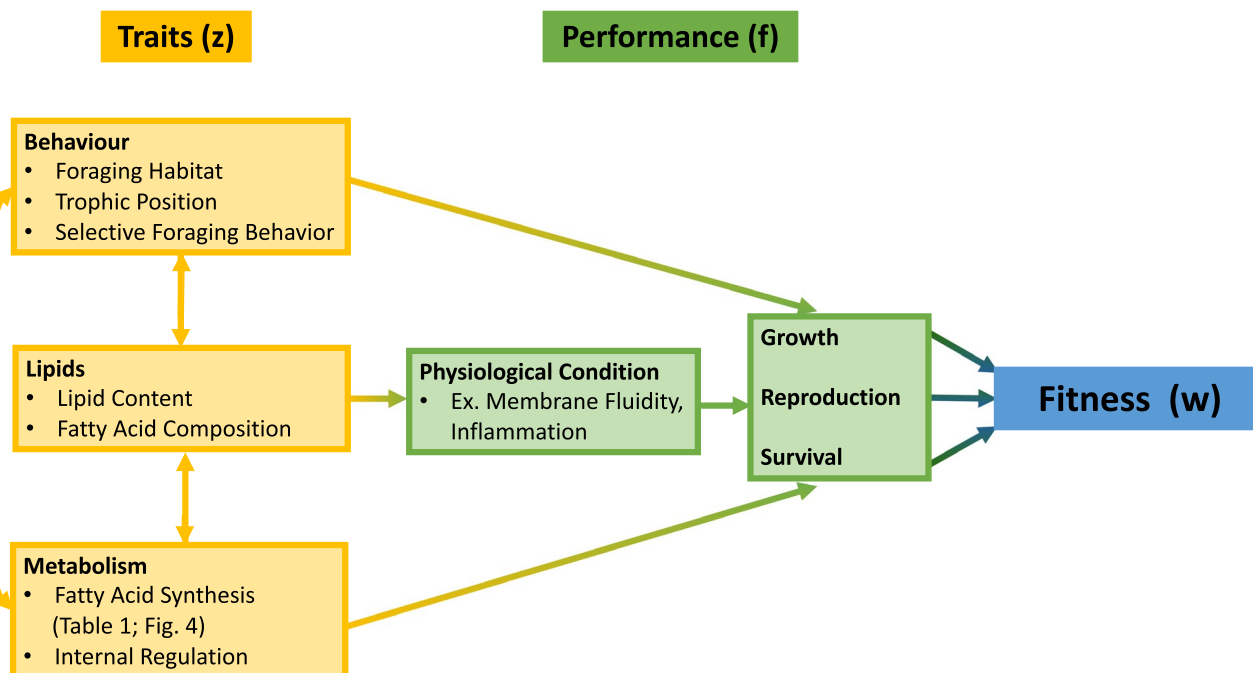 Traits (z)
Performance (f)
Behaviour
• Foraging Habitat
• Trophic Position
• Selective Foraging Behavior
Lipids
• Lipid Content
• Fatty Acid Composition
Physiological Condition
• Ex. Membrane Fluidity,
Inflammation
Growth
Reproduction
Survival
Fitness (w)
Metabolism
• Fatty Acid Synthesis
(Table 1; Fig. 4)
• Internal Regulation